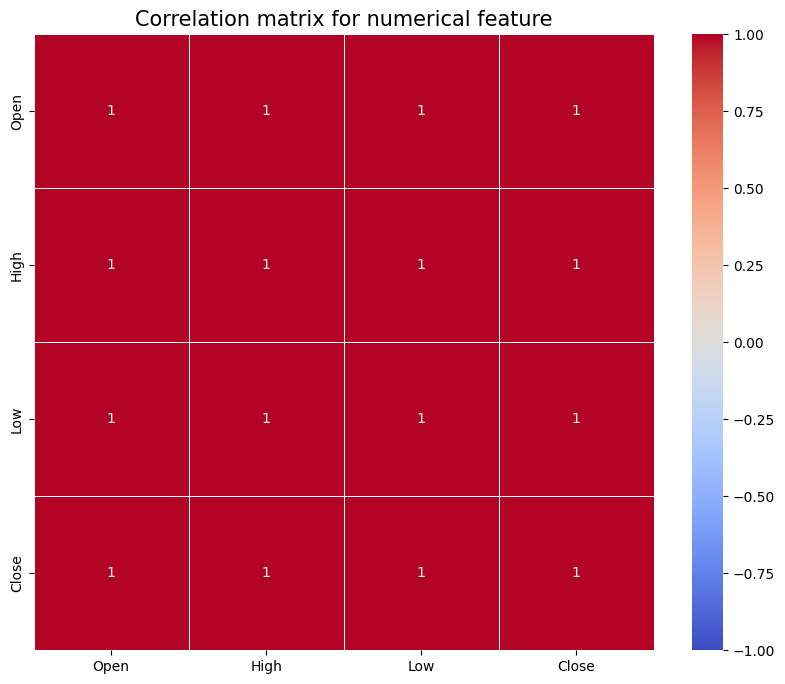 Correlation matrix for numerical feature
Open 1 1 1 1
High 1 1 1 1
Low 1 1 1 1
Close 1 1 1 1
Open High Low Close
1.00
0.75
0.50
0.25
0.00
−0.25
−0.50
−0.75
−1.00